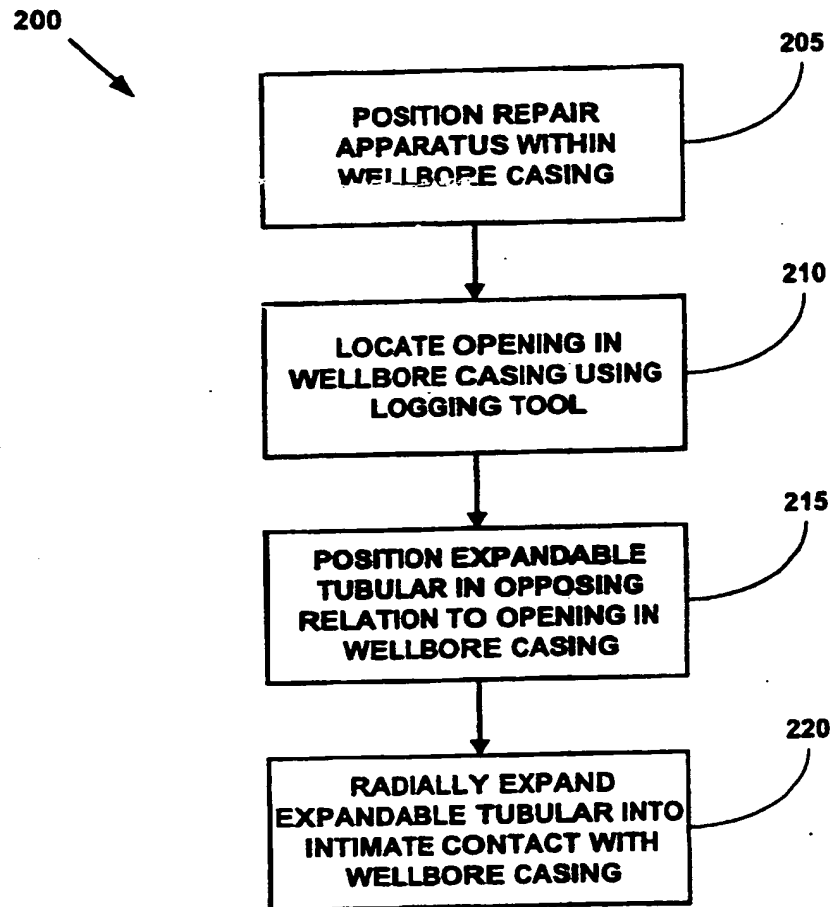 200
205
POSITION REPAIR
APPARATUS WITHIN
WELLBORE CASING
210
LOCATE OPENING IN
WELLBORE CASING USING
LOGGING TOOL
215
POSITION EXPANDABLE
TUBULAR IN OPPOSING
RELATION TO OPENING IN
WELLBORE CASING
220
RADIALLY EXPAND
EXPANDABLE TUBULAR INTO
INTIMATE CONTACT WITH
WELLBORE CASING